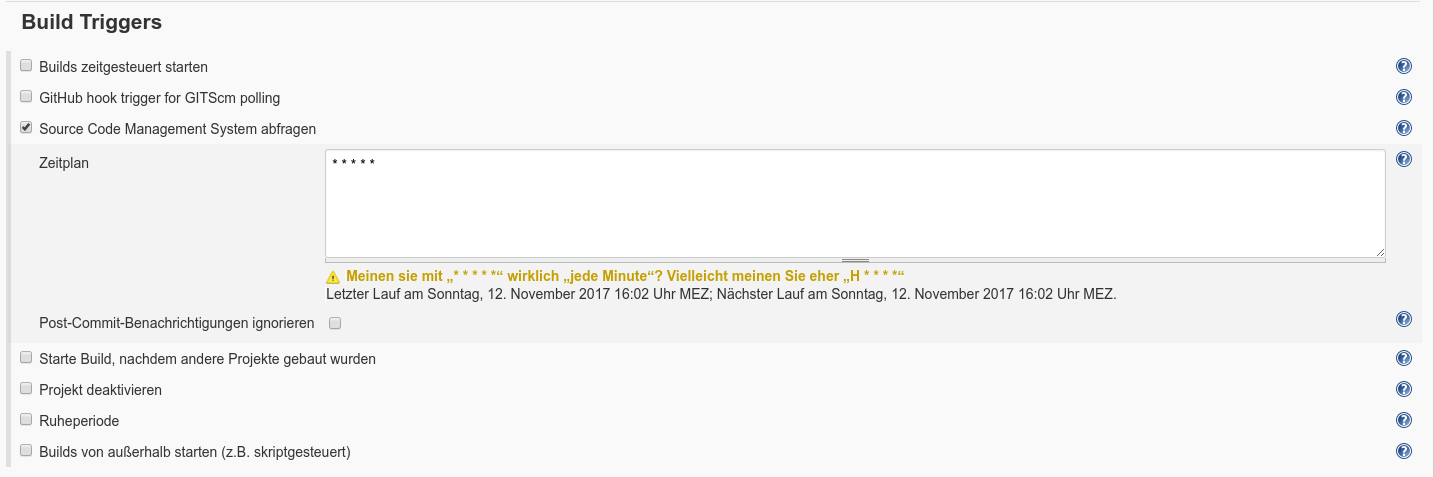 Build Triggers
Builds zeitgesteuert starten
GitHub hook trigger for GITScm polling
Source Code Management System abfragen
Zeitplan
* * * * *
Meinen sie mit „* * * * *“ wirklich „jede Minute“? Vielleicht meinen Sie eher „H * * * *“
Letzter Lauf am Sonntag, 12. November 2017 16:02 Uhr MEZ; Nächster Lauf am Sonntag, 12. November 2017 16:02 Uhr MEZ.
Post-Commit-Benachrichtigungen ignorieren
Starte Build, nachdem andere Projekte gebaut wurden
Projekt deaktivieren
Ruheperiode
Builds von außerhalb starten (z.B. skriptgesteuert)